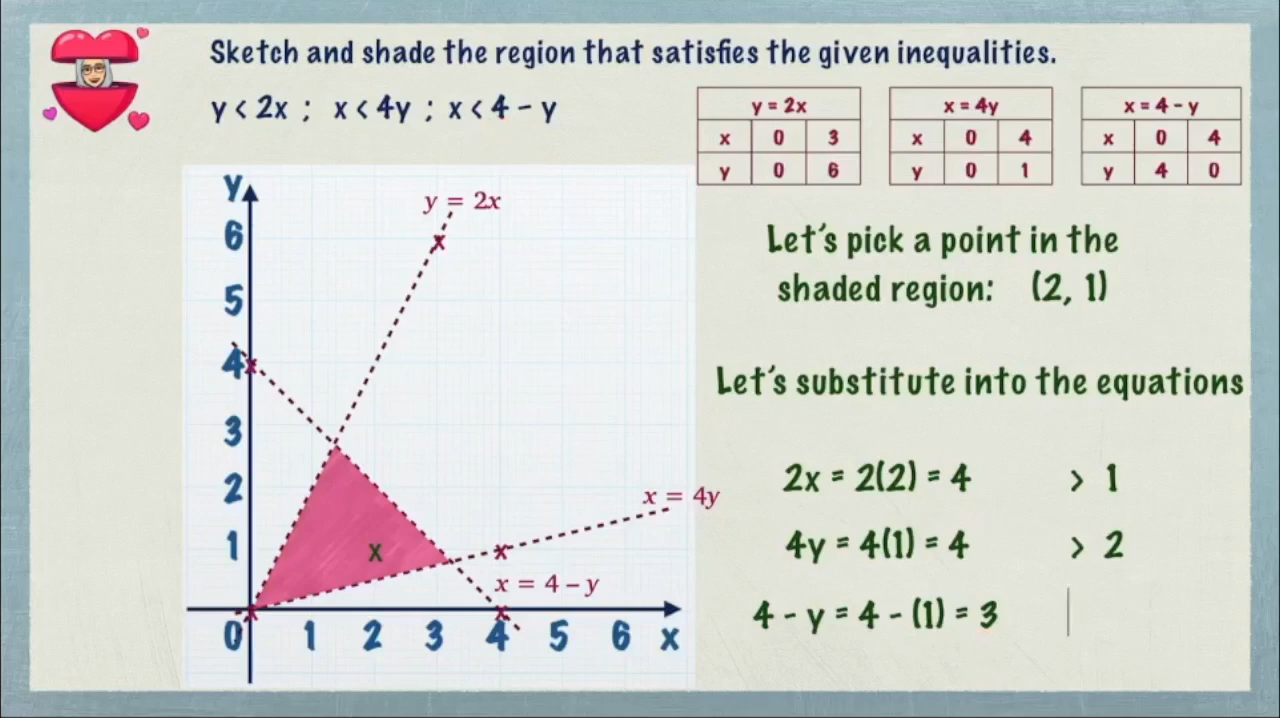 Sketch and shade the region that satisfies the given inequalities.
y < 2x ; x < 4y ; x < 4 - y
y = 2x
x 0 3
y 0 6
x = 4y
x 0 4
y 0 1
x = 4 - y
x 0 4
y 4 0
y
6
5
4
3
2
1
0 1 2 3 4 5 6 x
y = 2x
x = 4y
x = 4 – y
x
Let's pick a point in the
shaded region: (2, 1)
Let's substitute into the equations
2x = 2(2) = 4 > 1
4y = 4(1) = 4 > 2
4 - y = 4 - (1) = 3